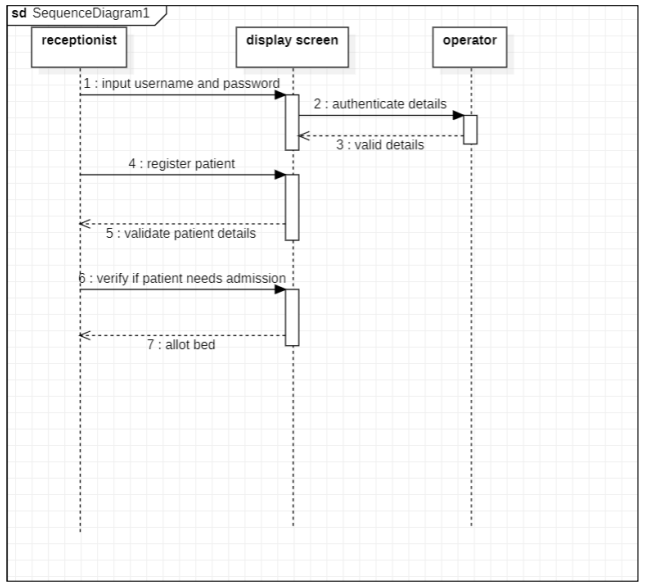 sd SequenceDiagram1
receptionist
display screen
operator
1 : input username and password
2 : authenticate details
3 : valid details
4 : register patient
5 : validate patient details
6 : verify if patient needs admission
7 : allot bed